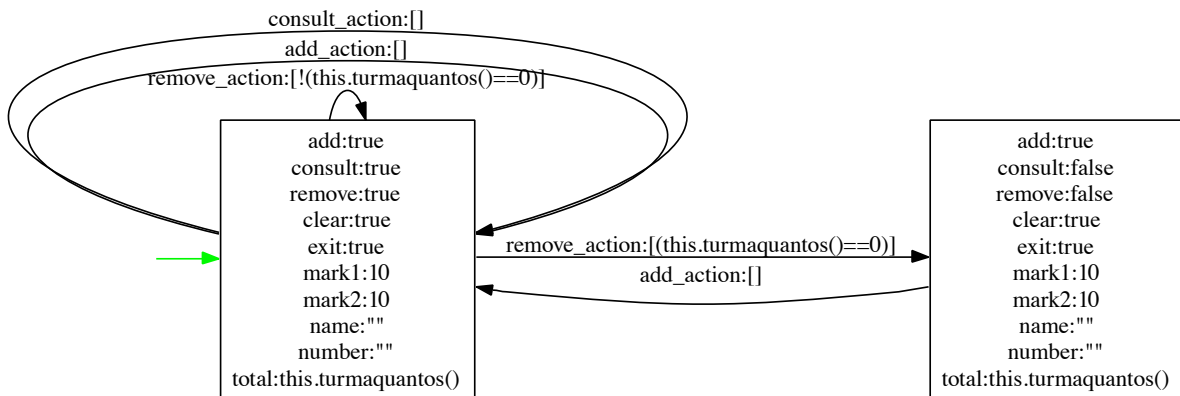 consult_action:[]
add_action:[]
remove_action:[!(this.turmaquantos()==0)]
add:true
consult:true
remove:true
clear:true
exit:true
mark1:10
mark2:10
name:""
number:""
total:this.turmaquantos()
remove_action:[(this.turmaquantos()==0)]
add_action:[]
add:true
consult:false
remove:false
clear:true
exit:true
mark1:10
mark2:10
name:""
number:""
total:this.turmaquantos()